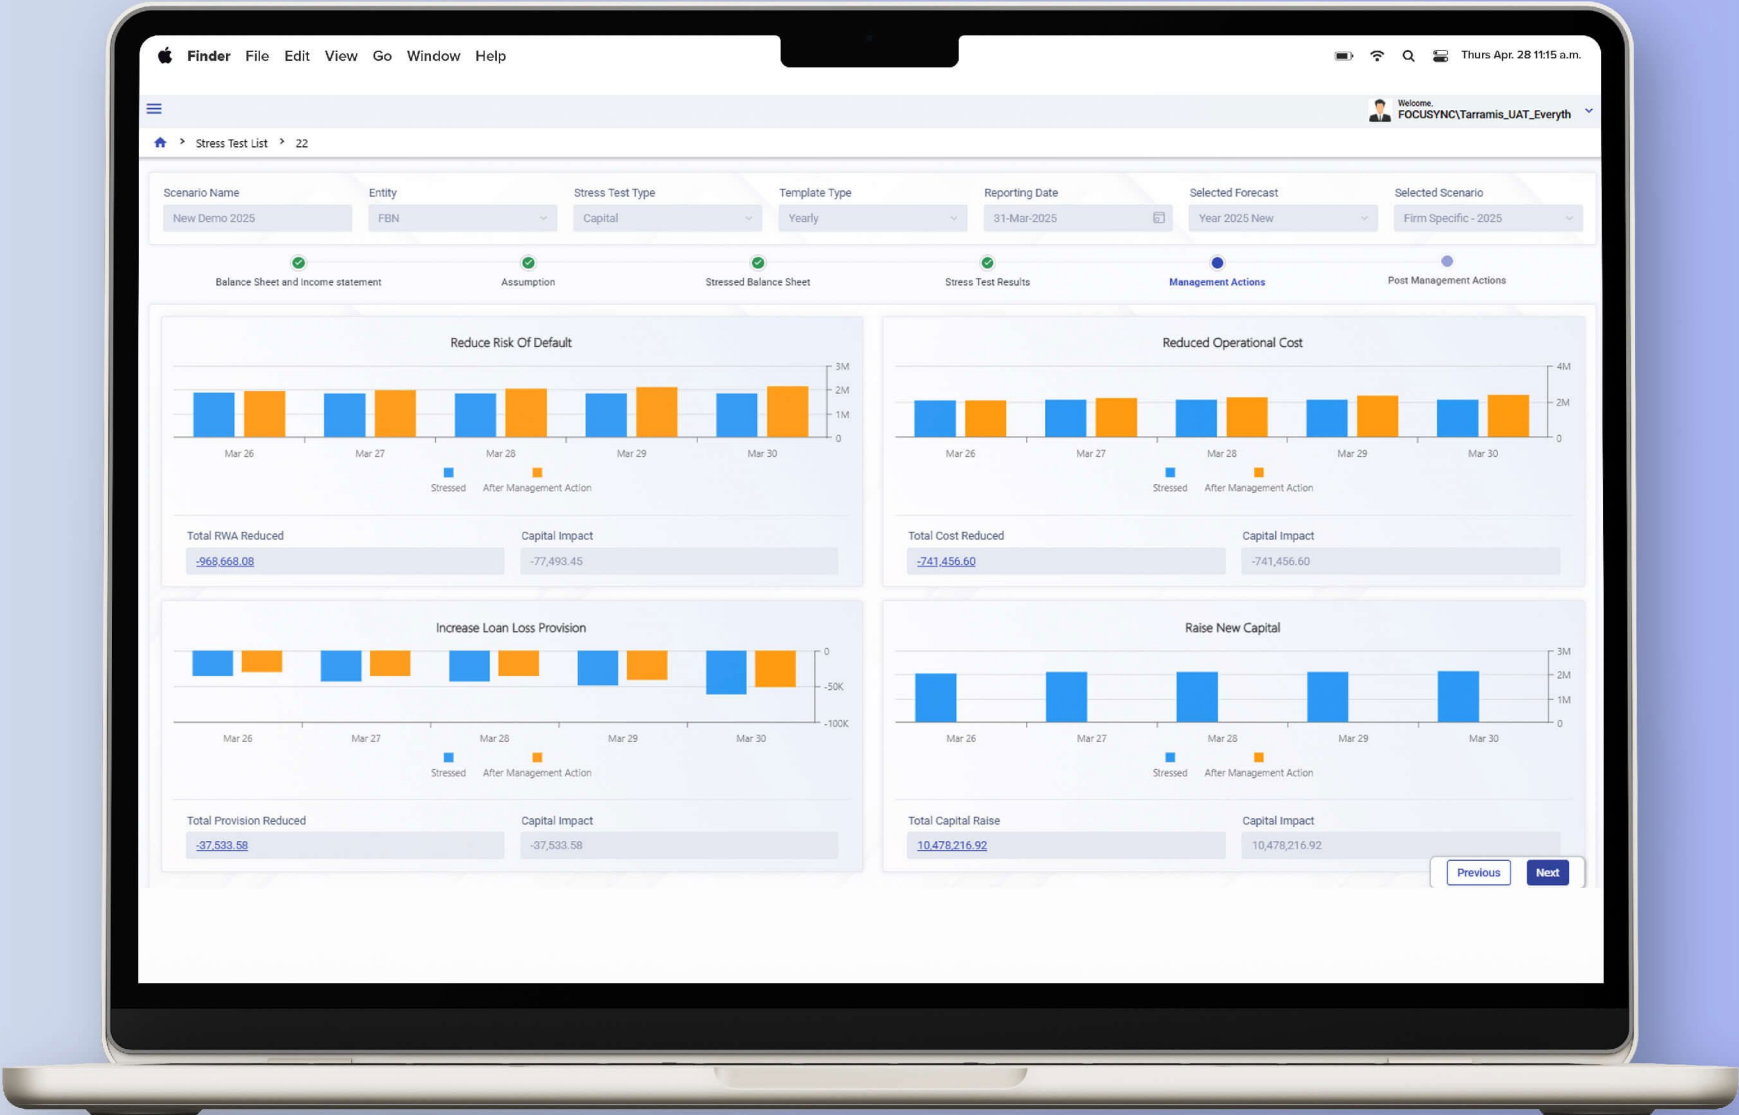 Finder File Edit View Go Window Help
Thurs Apr. 28 11:15 a.m.
Welcome,
FOCUSYNC\Tarramis_UAT_Everyth
> Stress Test List > 22
Scenario Name Entity Stress Test Type Template Type Reporting Date Selected Forecast Selected Scenario
New Demo 2025 FBN Capital Yearly 31-Mar-2025 Year 2025 New Firm Specific - 2025
Balance Sheet and Income statement Assumption Stressed Balance Sheet Stress Test Results Management Actions Post Management Actions
Reduce Risk Of Default
3M
2M
1M
0
Mar 26 Mar 27 Mar 28 Mar 29 Mar 30
Stressed After Management Action
Total RWA Reduced Capital Impact
-968,668.08 -77,493.45
Reduced Operational Cost
4M
2M
0
Mar 26 Mar 27 Mar 28 Mar 29 Mar 30
Stressed After Management Action
Total Cost Reduced Capital Impact
-741,456.60 -741,456.60
Increase Loan Loss Provision
0
-50K
-100K
Mar 26 Mar 27 Mar 28 Mar 29 Mar 30
Stressed After Management Action
Total Provision Reduced Capital Impact
-37,533.58 -37,533.58
Raise New Capital
3M
2M
1M
0
Mar 26 Mar 27 Mar 28 Mar 29 Mar 30
Stressed After Management Action
Total Capital Raise Capital Impact
10,478,216.92 10,478,216.92
Previous Next